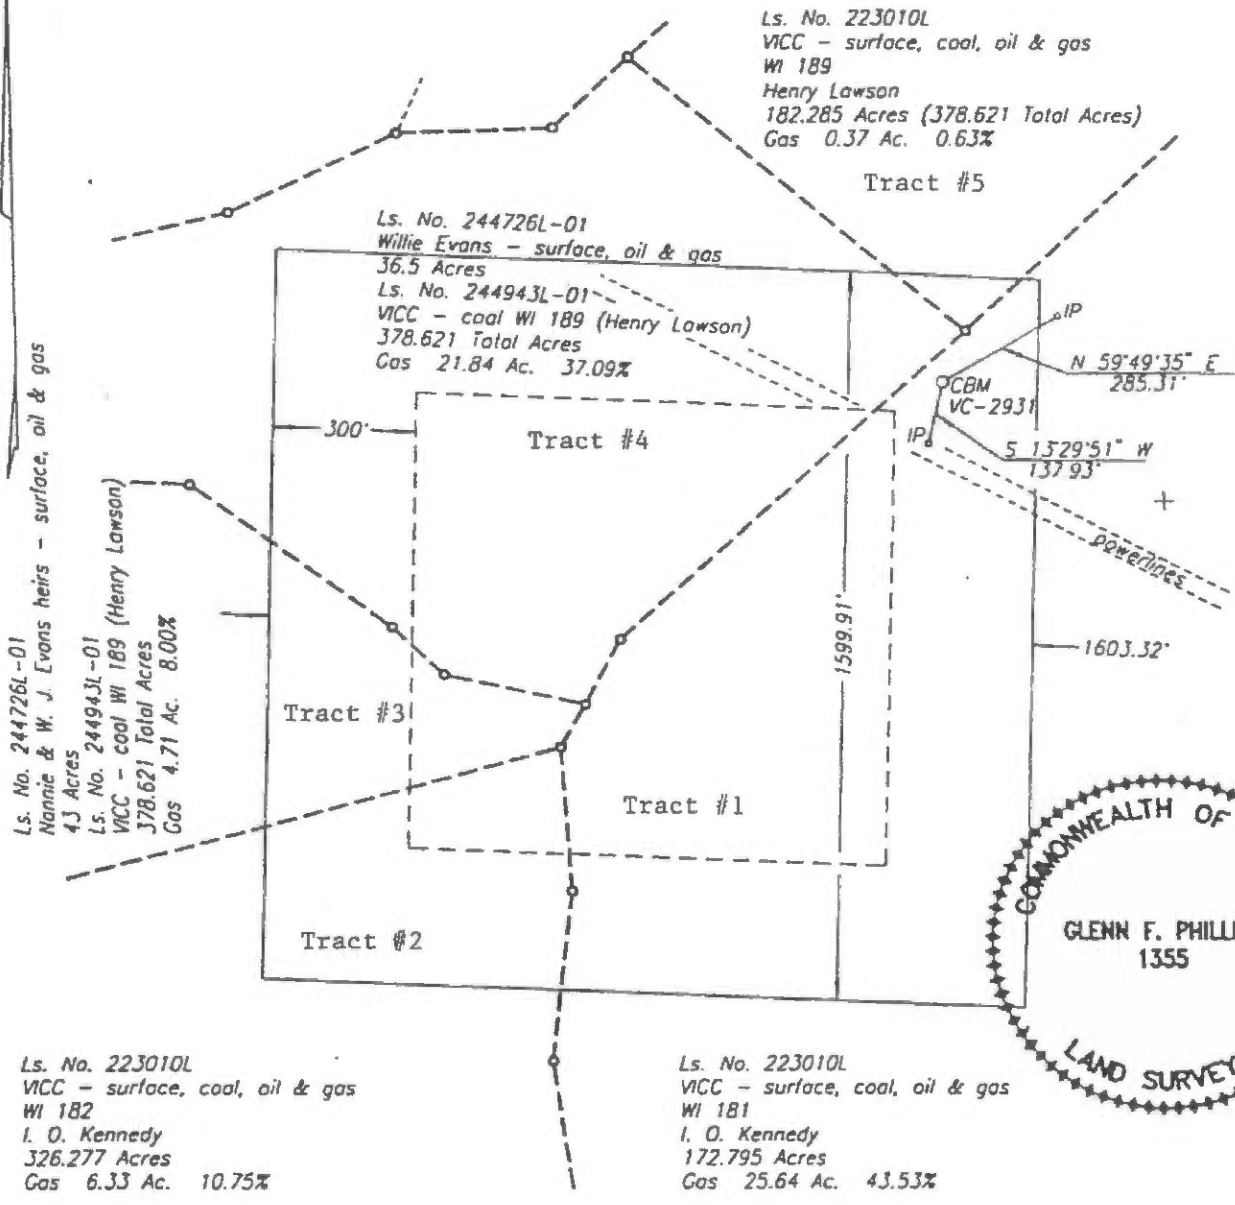 Ls. No. 223010L
VICC - surface, coal, oil & gas
WI 189
Henry Lawson
182.285 Acres (378.621 Total Acres)
Gas 0.37 Ac. 0.63%
Tract #5
Ls. No. 244726L-01
Willie Evans - surface, oil & gas
36.5 Acres
Ls. No. 244943L-01
VICC - coal WI 189 (Henry Lawson)
378.621 Total Acres
Gas 21.84 Ac. 37.09%
IP
N 59°49'35" E
285.31'
CBM
VC-2931
IP
S 13°29'51" W
137.93'
300'
Tract #4
powerlines
Ls. No. 244726L-01
Nannie & W. J. Evans heirs - surface, oil & gas
43 Acres
Ls. No. 244943L-01
VICC - coal WI 189 (Henry Lawson)
378.621 Total Acres
Gas 4.71 Ac. 8.00%
1599.91'
1603.32'
Tract #3
Tract #1
Tract #2
COMMONWEALTH OF
GLENN F. PHILLI
1355
LAND SURVEY
Ls. No. 223010L
VICC - surface, coal, oil & gas
WI 182
I. O. Kennedy
326.277 Acres
Gas 6.33 Ac. 10.75%
Ls. No. 223010L
VICC - surface, coal, oil & gas
WI 181
I. O. Kennedy
172.795 Acres
Gas 25.64 Ac. 43.53%